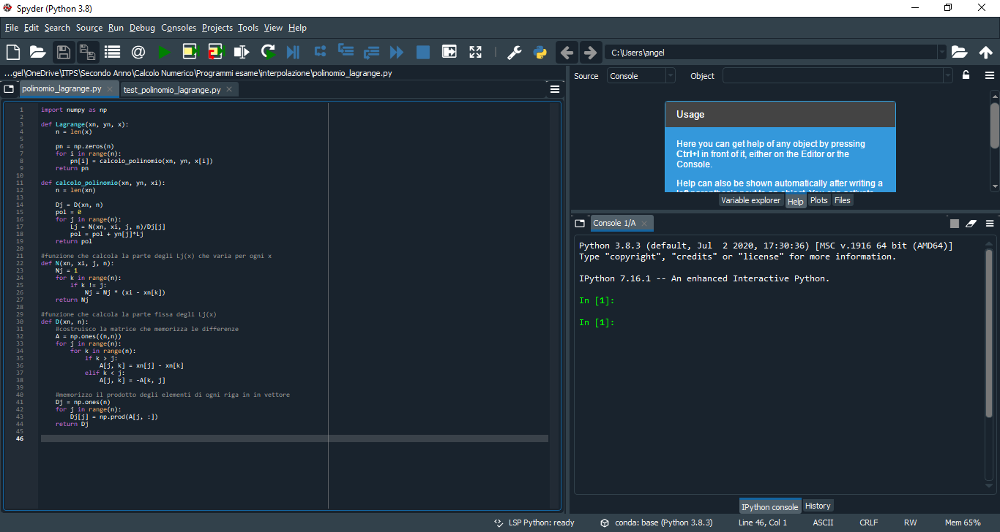 Spyder (Python 3.8)
File Edit Search Source Run Debug Consoles Projects Tools View Help
C:\Users\angel
...gel\OneDrive\ITPS\Secondo Anno\Calcolo Numerico\Programmi esame\interpolazione\polinomio_lagrange.py
polinomio_lagrange.py
test_polinomio_lagrange.py
1 import numpy as np
2
3 def Lagrange(xn, yn, x):
4     n = len(x)
5
6     pn = np.zeros(n)
7     for i in range(n):
8         pn[i] = calcolo_polinomio(xn, yn, x[i])
9     return pn
10
11 def calcolo_polinomio(xn, yn, xi):
12     n = len(xn)
13
14     Dj = D(xn, n)
15     pol = 0
16     for j in range(n):
17         Lj = N(xn, xi, j, n)/Dj[j]
18         pol = pol + yn[j]*Lj
19     return pol
20
21 #funzione che calcola la parte degli Lj(x) che varia per ogni x
22 def N(xn, xi, j, n):
23     Nj = 1
24     for k in range(n):
25         if k != j:
26             Nj = Nj * (xi - xn[k])
27     return Nj
28
29 #funzione che calcola la parte fissa degli Lj(x)
30 def D(xn, n):
31     #costruisco la matrice che memorizza le differenze
32     A = np.ones((n,n))
33     for j in range(n):
34         for k in range(n):
35             if k > j:
36                 A[j, k] = xn[j] - xn[k]
37             elif k < j:
38                 A[j, k] = -A[k, j]
39
40     #memorizzo il prodotto degli elementi di ogni riga in in vettore
41     Dj = np.ones(n)
42     for j in range(n):
43         Dj[j] = np.prod(A[j, :])
44     return Dj
45
46
Source Console Object
Usage
Here you can get help of any object by pressing
Ctrl+I in front of it, either on the Editor or the
Console.
Help can also be shown automatically after writing a
Variable explorer Help Plots Files
Console 1/A
Python 3.8.3 (default, Jul  2 2020, 17:30:36) [MSC v.1916 64 bit (AMD64)]
Type "copyright", "credits" or "license" for more information.
IPython 7.16.1 -- An enhanced Interactive Python.
In [1]:
In [1]:
IPython console History
LSP Python: ready conda: base (Python 3.8.3) Line 46, Col 1 ASCII CRLF RW Mem 65%